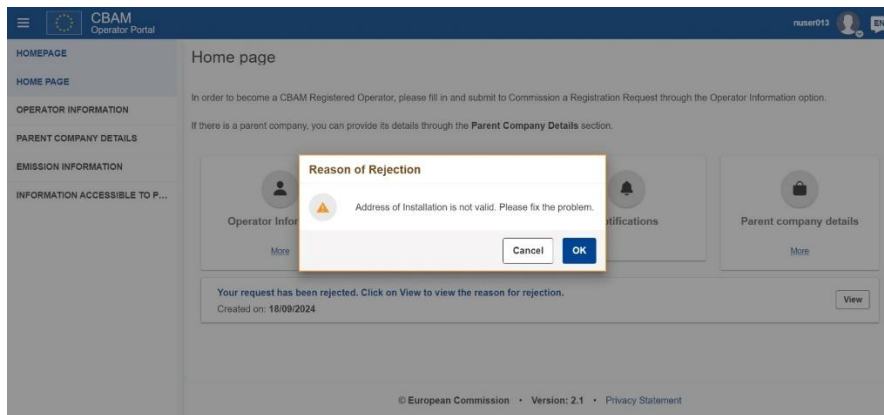 CBAM
Operator Portal
nuser013
EN
HOMEPAGE
HOME PAGE
OPERATOR INFORMATION
PARENT COMPANY DETAILS
EMISSION INFORMATION
INFORMATION ACCESSIBLE TO P...
Home page
In order to become a CBAM Registered Operator, please fill in and submit to Commission a Registration Request through the Operator Information option.
If there is a parent company, you can provide its details through the Parent Company Details section.
Reason of Rejection
Address of Installation is not valid. Please fix the problem.
Cancel
OK
Operator Infor
tifications
Parent company details
More
More
Your request has been rejected. Click on View to view the reason for rejection.
Created on: 18/09/2024
View
© European Commission · Version: 2.1 · Privacy Statement